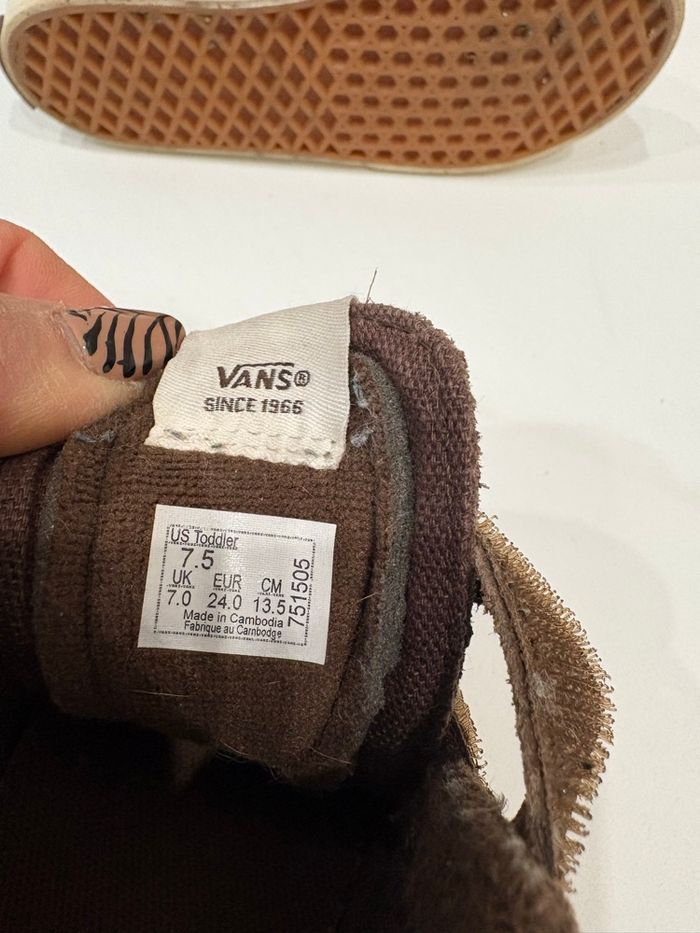 VANS®
SINCE 1966
US Toddler
7.5
UK EUR CM
7.0 24.0 13.5
751505
Made in Cambodia
Fabrique au Cambodge